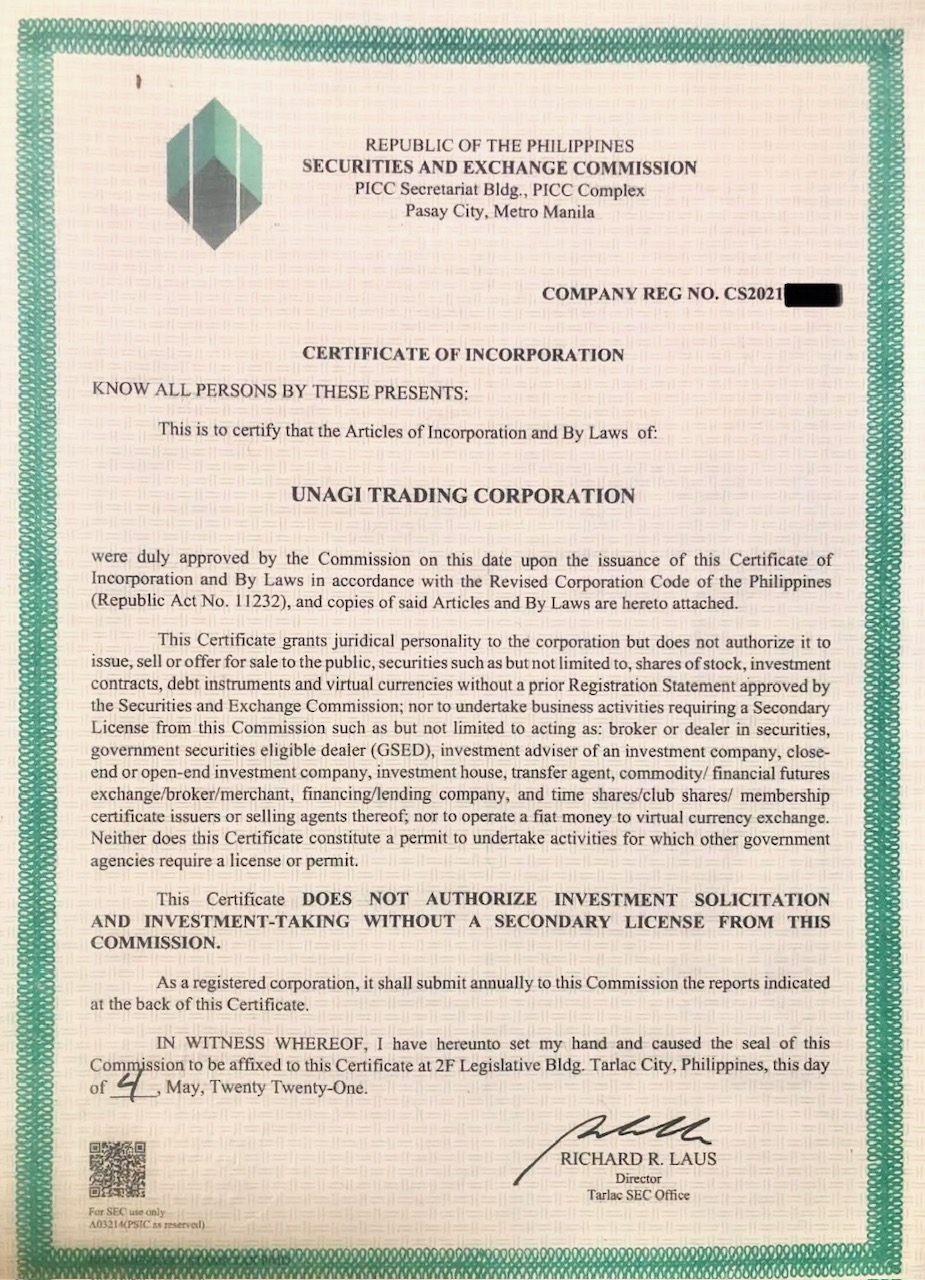 REPUBLIC OF THE PHILIPPINES
SECURITIES AND EXCHANGE COMMISSION
PICC Secretariat Bldg., PICC Complex
Pasay City, Metro Manila
COMPANY REG NO. CS2021
CERTIFICATE OF INCORPORATION
KNOW ALL PERSONS BY THESE PRESENTS:
This is to certify that the Articles of Incorporation and By Laws of:
UNAGI TRADING CORPORATION
were duly approved by the Commission on this date upon the issuance of this Certificate of
Incorporation and By Laws in accordance with the Revised Corporation Code of the Philippines
(Republic Act No. 11232), and copies of said Articles and By Laws are hereto attached.
This Certificate grants juridical personality to the corporation but does not authorize it to
issue, sell or offer for sale to the public, securities such as but not limited to, shares of stock, investment
contracts, debt instruments and virtual currencies without a prior Registration Statement approved by
the Securities and Exchange Commission; nor to undertake business activities requiring a Secondary
License from this Commission such as but not limited to acting as: broker or dealer in securities,
government securities eligible dealer (GSED), investment adviser of an investment company, close-
end or open-end investment company, investment house, transfer agent, commodity/ financial futures
exchange/broker/merchant, financing/lending company, and time shares/club shares/ membership
certificate issuers or selling agents thereof; nor to operate a fiat money to virtual currency exchange.
Neither does this Certificate constitute a permit to undertake activities for which other government
agencies require a license or permit.
This Certificate DOES NOT AUTHORIZE INVESTMENT SOLICITATION
AND INVESTMENT-TAKING WITHOUT A SECONDARY LICENSE FROM THIS
COMMISSION.
As a registered corporation, it shall submit annually to this Commission the reports indicated
at the back of this Certificate.
IN WITNESS WHEREOF, I have hereunto set my hand and caused the seal of this
Commission to be affixed to this Certificate at 2F Legislative Bldg. Tarlac City, Philippines, this day
of 4, May, Twenty Twenty-One.
RICHARD R. LAUS
Director
Tarlac SEC Office
For SEC use only
A03214(PSIC as reserved)